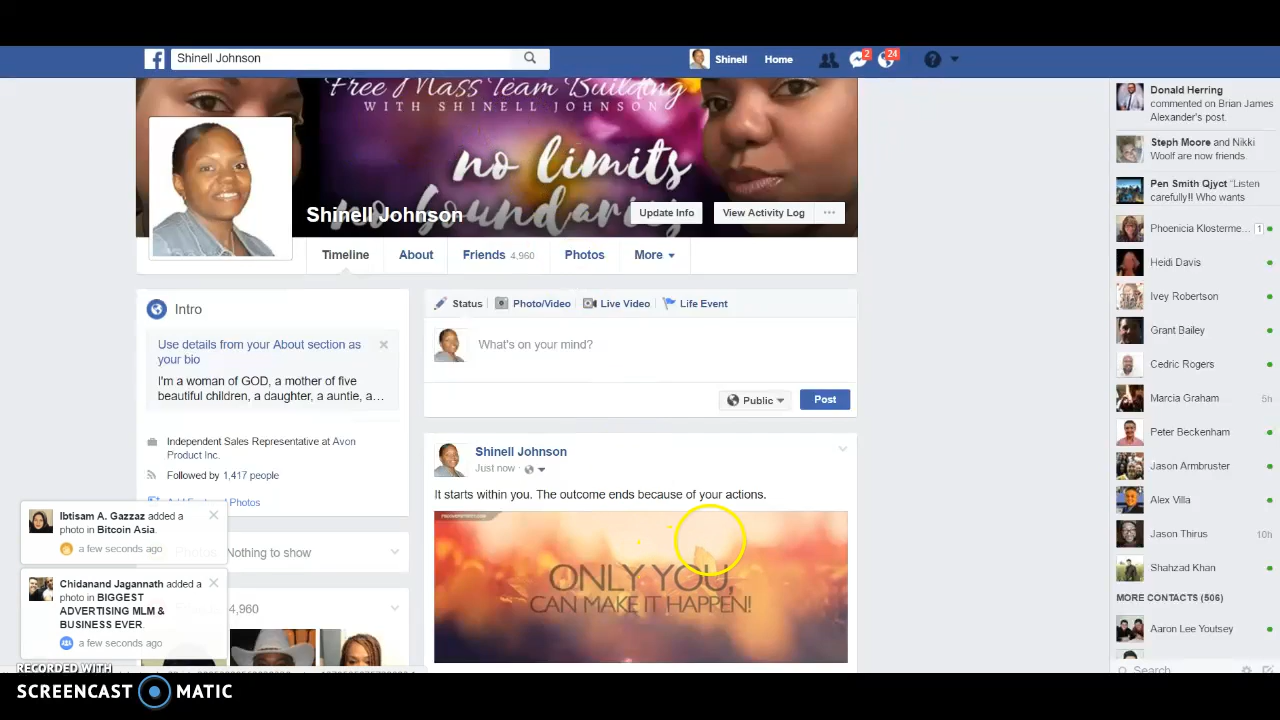 Shinell Johnson
Shinell
Home
2
24
?
Free Mass Team Building
WITH SHINELL JOHNSON
no limits
no boundaries
Shinell Johnson
Update Info
View Activity Log
Timeline
About
Friends 4,960
Photos
More
Intro
Use details from your About section as
your bio
I'm a woman of GOD, a mother of five
beautiful children, a daughter, a auntie, a…
Independent Sales Representative at Avon
Product Inc.
Followed by 1,417 people
Photos
Nothing to show
4,960
Ibtisam A. Gazzaz added a
photo in Bitcoin Asia.
a few seconds ago
Chidanand Jagannath added a
photo in BIGGEST
ADVERTISING MLM &
BUSINESS EVER.
a few seconds ago
Status
Photo/Video
Live Video
Life Event
What's on your mind?
Public
Post
Shinell Johnson
Just now ·
It starts within you. The outcome ends because of your actions.
ONLY YOU,
CAN MAKE IT HAPPEN!
Donald Herring
commented on Brian James
Alexander's post.
Steph Moore and Nikki
Woolf are now friends.
Pen Smith Qjyct "Listen
carefully!! Who wants
Phoenicia Klosterme... 1
Heidi Davis
Ivey Robertson
Grant Bailey
Cedric Rogers
Marcia Graham 5h
Peter Beckenham
Jason Armbruster
Alex Villa
Jason Thirus 10h
Shahzad Khan
MORE CONTACTS (506)
Aaron Lee Youtsey
Search
RECORDED WITH
SCREENCAST MATIC